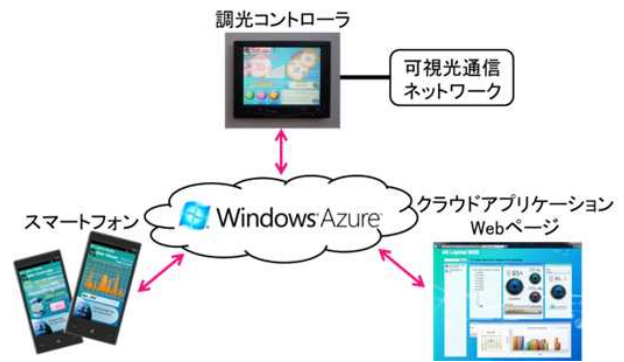 調光コントローラ
可視光通信
ネットワーク
Windows Azure
スマートフォン
クラウドアプリケーション
Webページ